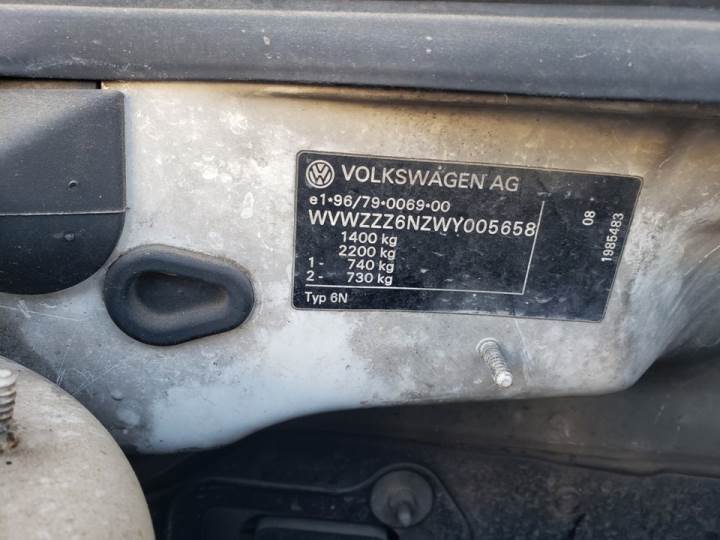 VOLKSWAGEN AG
e1•96/79•0069•00
WVWZZZ6NZWY005658
1400 kg
2200 kg
1 - 740 kg
2 - 730 kg
Typ 6N
08
1985483